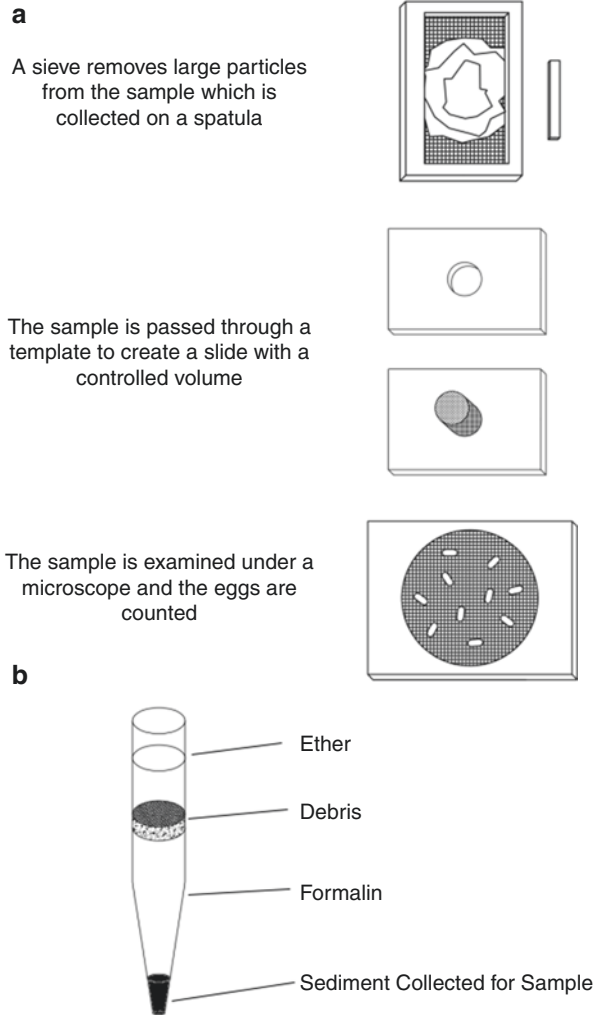 a
A sieve removes large particles
from the sample which is
collected on a spatula
The sample is passed through a
template to create a slide with a
controlled volume
The sample is examined under a
microscope and the eggs are
counted
b
Ether
Debris
Formalin
Sediment Collected for Sample